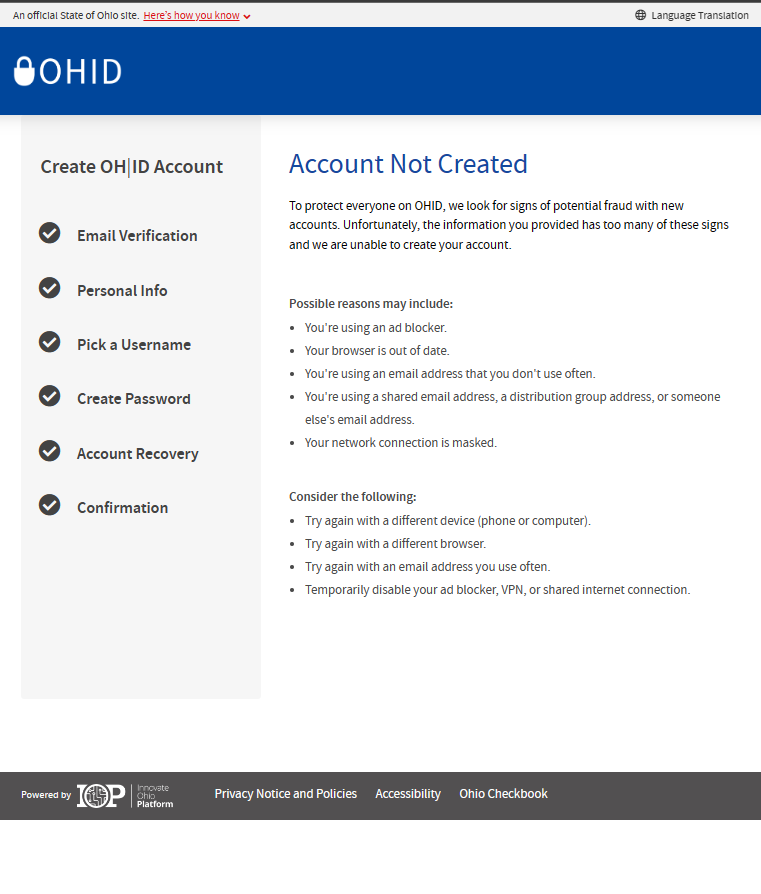 An official State of Ohio site. Here's how you know
Language Translation
OHID
Create OH|ID Account
Email Verification
Personal Info
Pick a Username
Create Password
Account Recovery
Confirmation
Account Not Created
To protect everyone on OHID, we look for signs of potential fraud with new
accounts. Unfortunately, the information you provided has too many of these signs
and we are unable to create your account.
Possible reasons may include:
You're using an ad blocker.
Your browser is out of date.
You're using an email address that you don't use often.
You're using a shared email address, a distribution group address, or someone
else's email address.
Your network connection is masked.
Consider the following:
Try again with a different device (phone or computer).
Try again with a different browser.
Try again with an email address you use often.
Temporarily disable your ad blocker, VPN, or shared internet connection.
Powered by
IOP
Innovate
Ohio
Platform
Privacy Notice and Policies
Accessibility
Ohio Checkbook